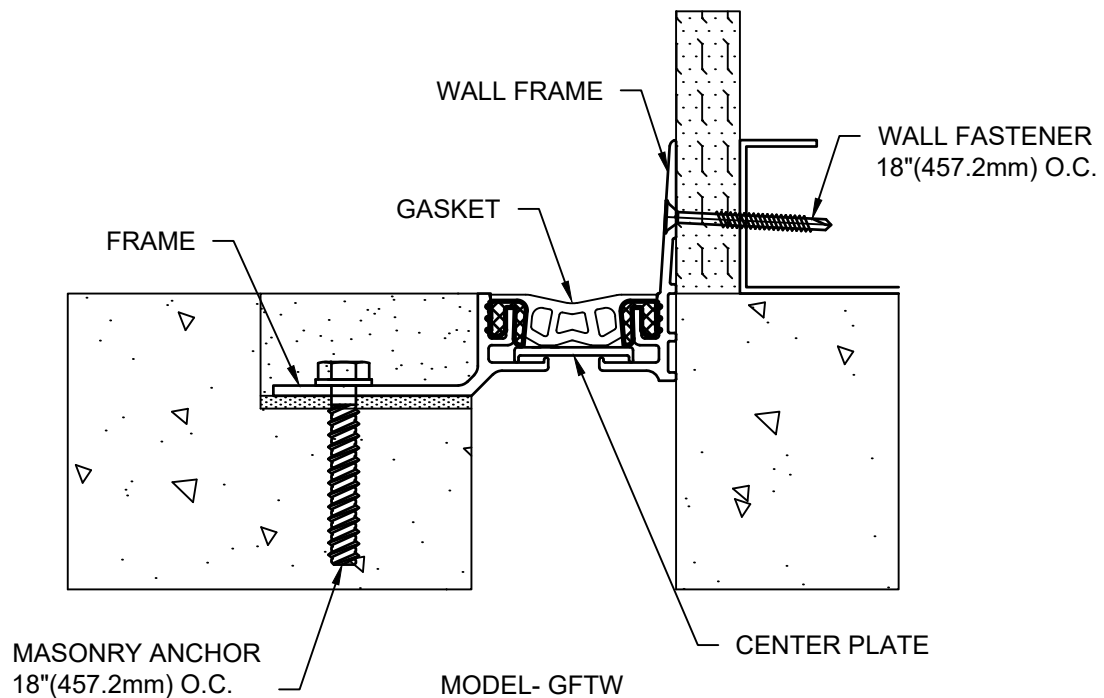 WALL FRAME
WALL FASTENER
18"(457.2mm) O.C.
GASKET
FRAME
MASONRY ANCHOR
18"(457.2mm) O.C.
CENTER PLATE
MODEL- GFTW